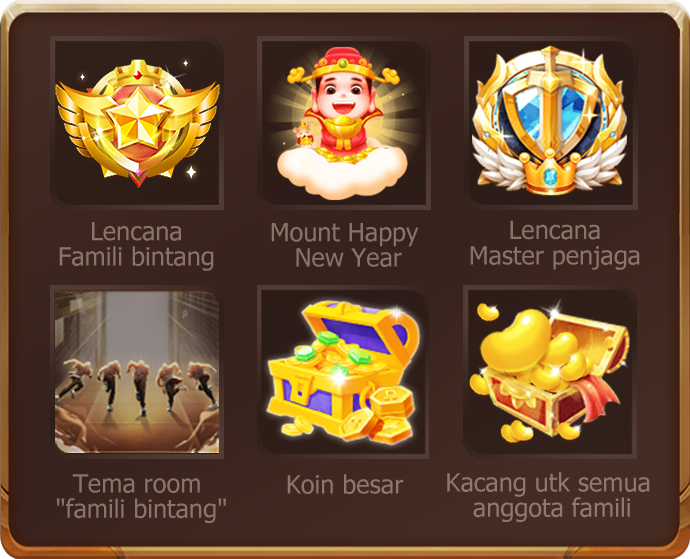 Lencana
Famili bintang
Mount Happy
New Year
Lencana
Master penjaga
Tema room
"famili bintang"
Koin besar
Kacang utk semua
anggota famili